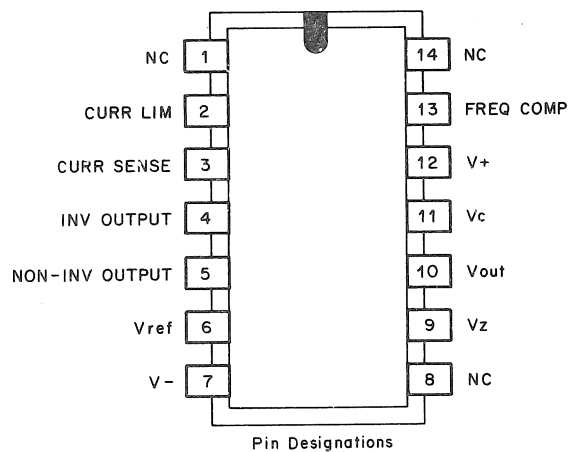 NC 1 14 NC
CURR LIM 2 13 FREQ COMP
CURR SENSE 3 12 V+
INV OUTPUT 4 11 Vc
NON-INV OUTPUT 5 10 Vout
Vref 6 9 Vz
V- 7 8 NC
Pin Designations